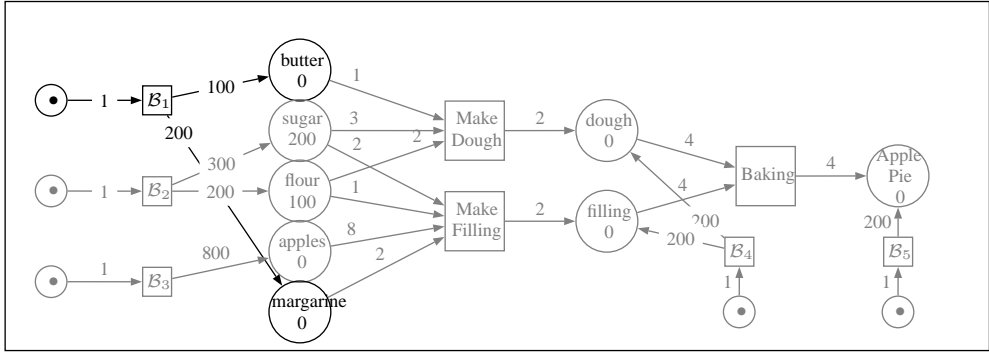 butter
0
1
100
1
B1
200
sugar
200
3
2
2
Make
Dough
2
dough
0
4
4
Baking
4
Apple
Pie
0
300
1
B2
200
flour
100
1
Make
Filling
2
filling
0
200
200
B4
200
B5
8
apples
0
1
B3
800
2
1
1
margarine
0